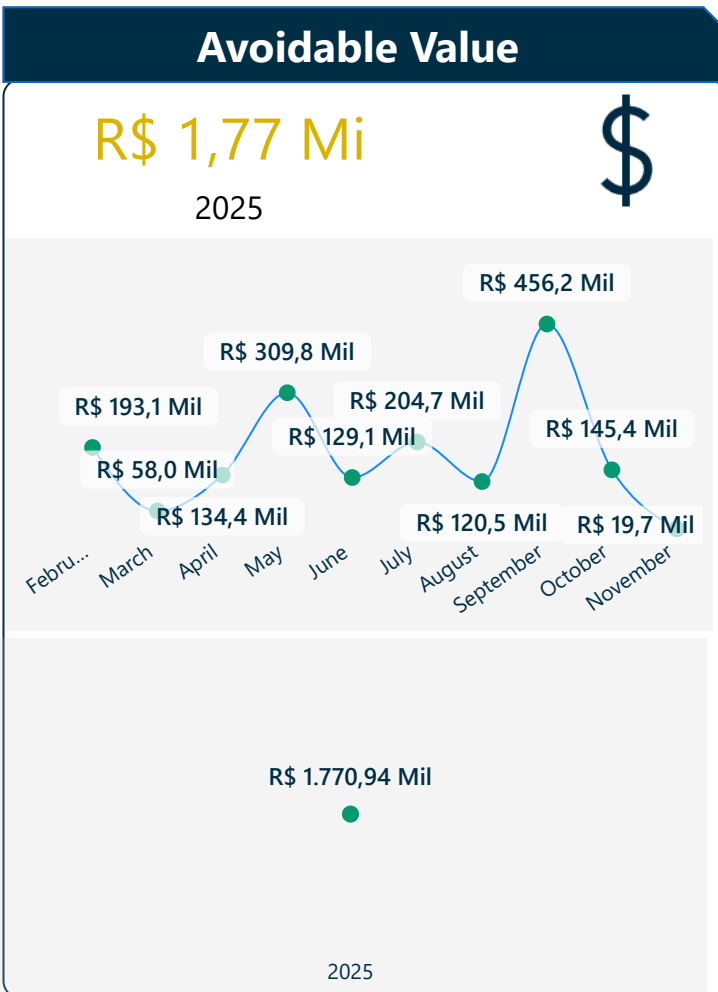 Avoidable Value
R$ 1,77 Mi
$
2025
R$ 456,2 Mil
R$ 309,8 Mil
R$ 204,7 Mil
R$ 193,1 Mil
R$ 145,4 Mil
R$ 129,1 Mil
R$ 58,0 Mil
R$ 134,4 Mil
R$ 120,5 Mil
R$ 19,7 Mil
Febru...
March
April
May
June
July
August
September
October
November
R$ 1.770,94 Mil
2025